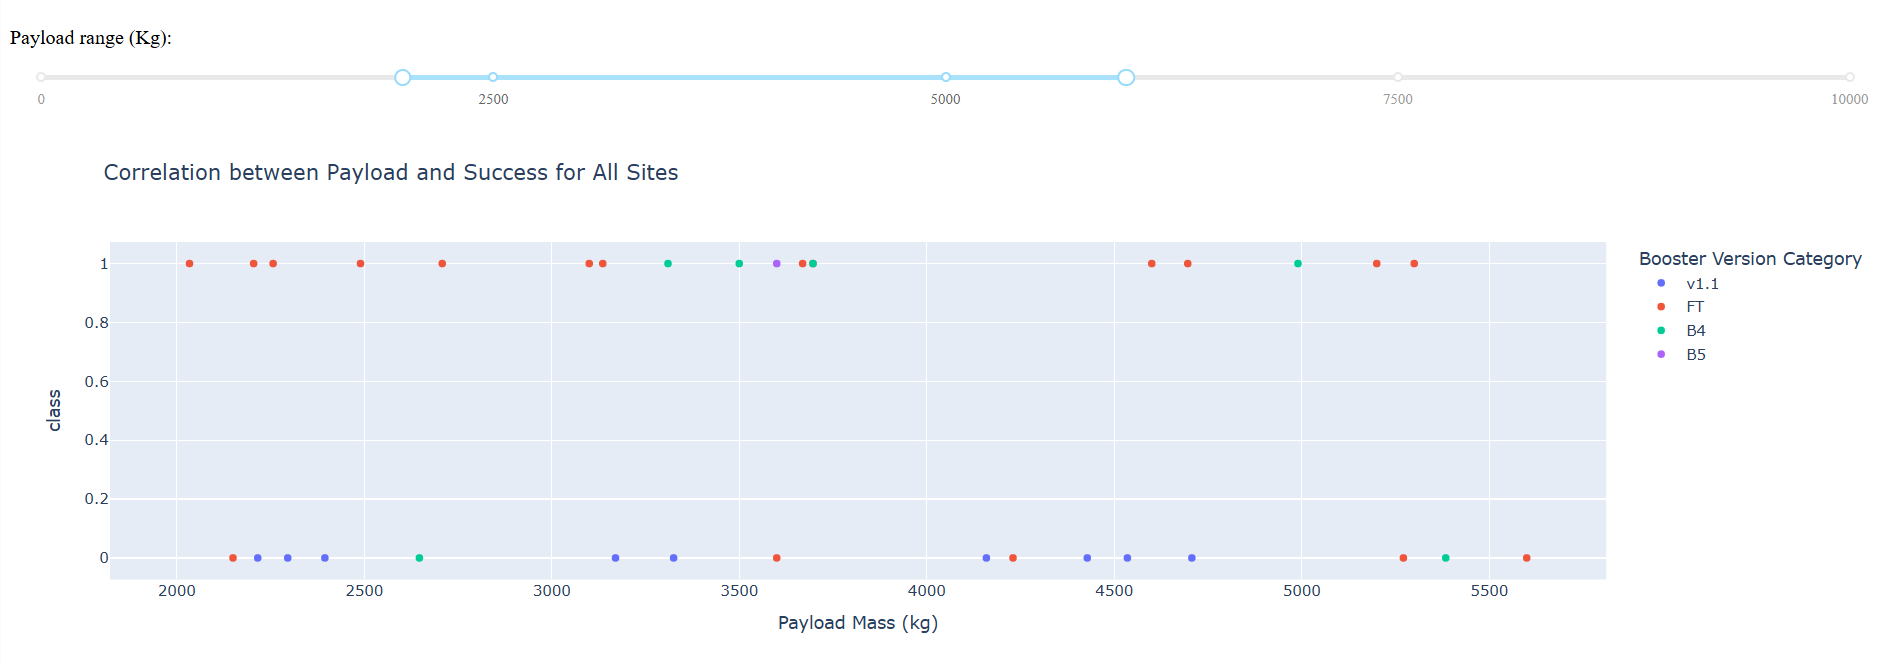 Payload range (Kg):
0 2500 5000 7500 10000
Correlation between Payload and Success for All Sites
1
0.8
0.6
0.4
0.2
0
class
2000 2500 3000 3500 4000 4500 5000 5500
Payload Mass (kg)
Booster Version Category
v1.1
FT
B4
B5